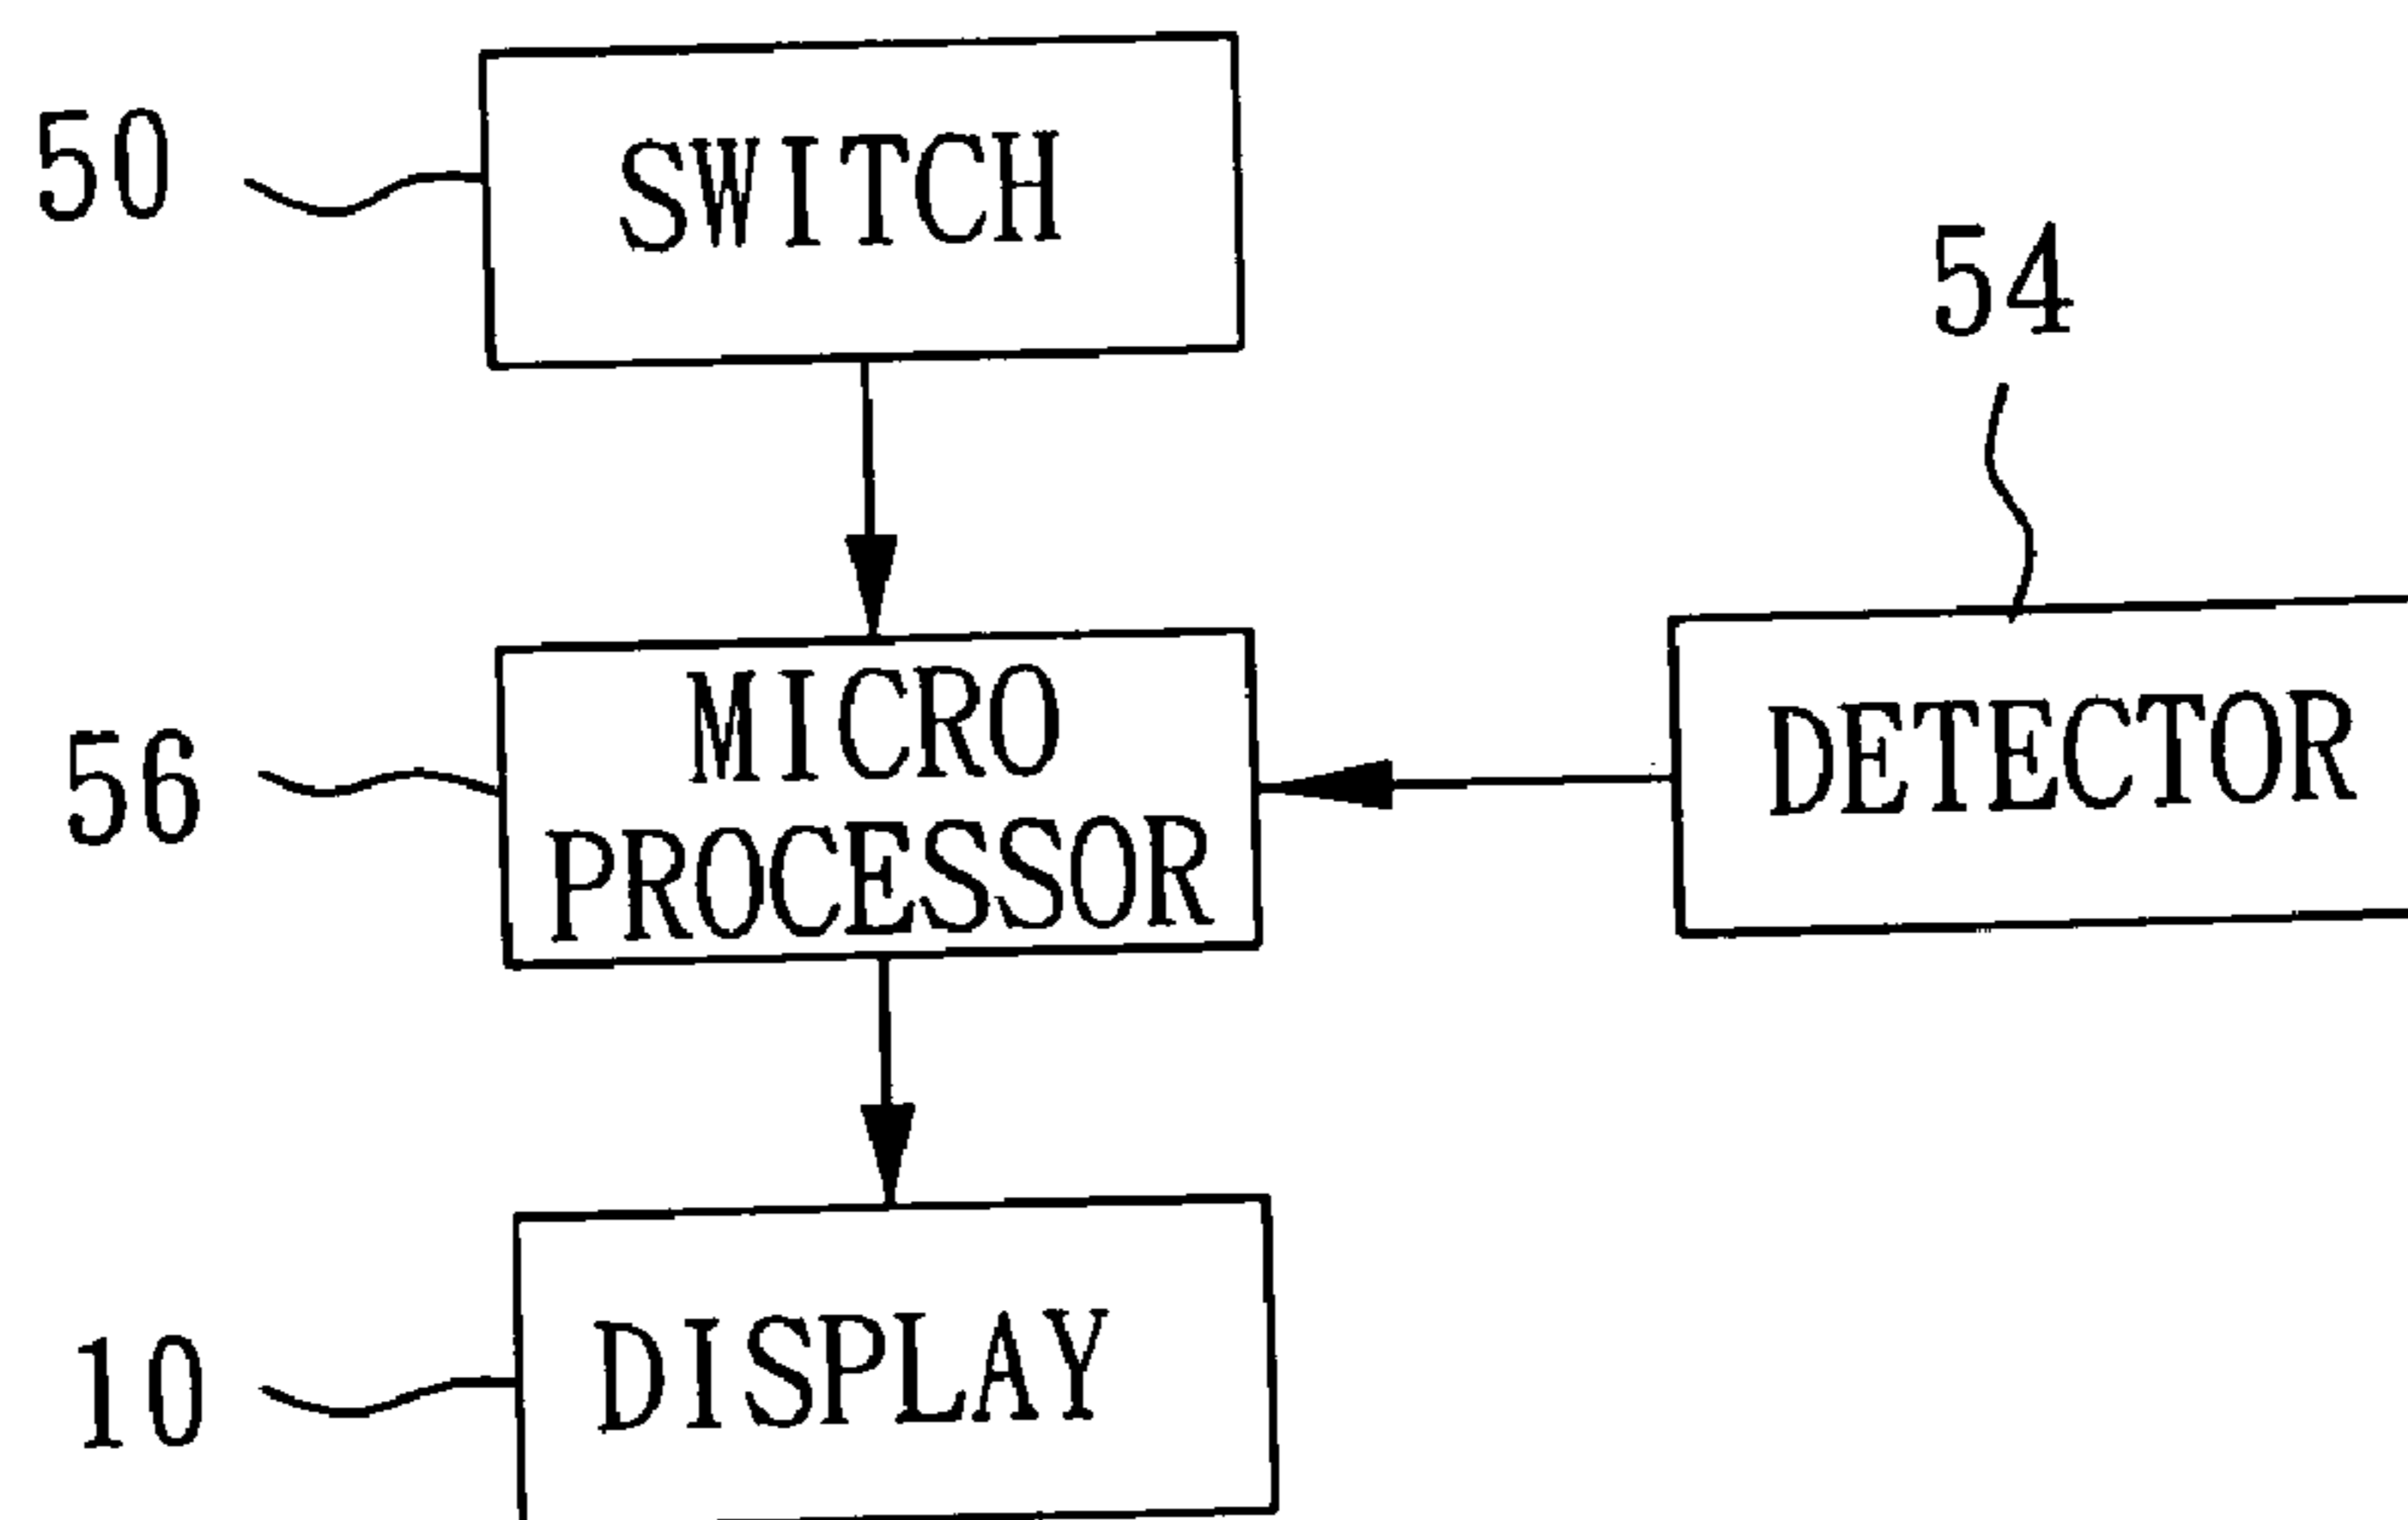 50
SWITCH
54
56
MICRO
PROCESSOR
DETECTOR
10
DISPLAY